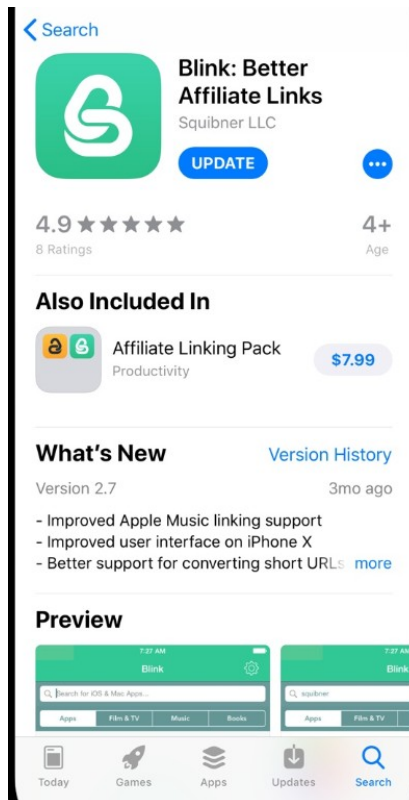 Search
Blink: Better
Affiliate Links
Squibner LLC
UPDATE
4.9
4+
8 Ratings
Age
Also Included In
Affiliate Linking Pack
Productivity
$7.99
What's New
Version History
Version 2.7
3mo ago
- Improved Apple Music linking support
- Improved user interface on iPhone X
- Better support for converting short URLs more
Preview
7:27 AM
Blink
Search for iOS & Mac Apps...
Apps Film & TV Music Books
7:27 AM
Blink
squibner
Apps Film & TV
Today Games Apps Updates Search